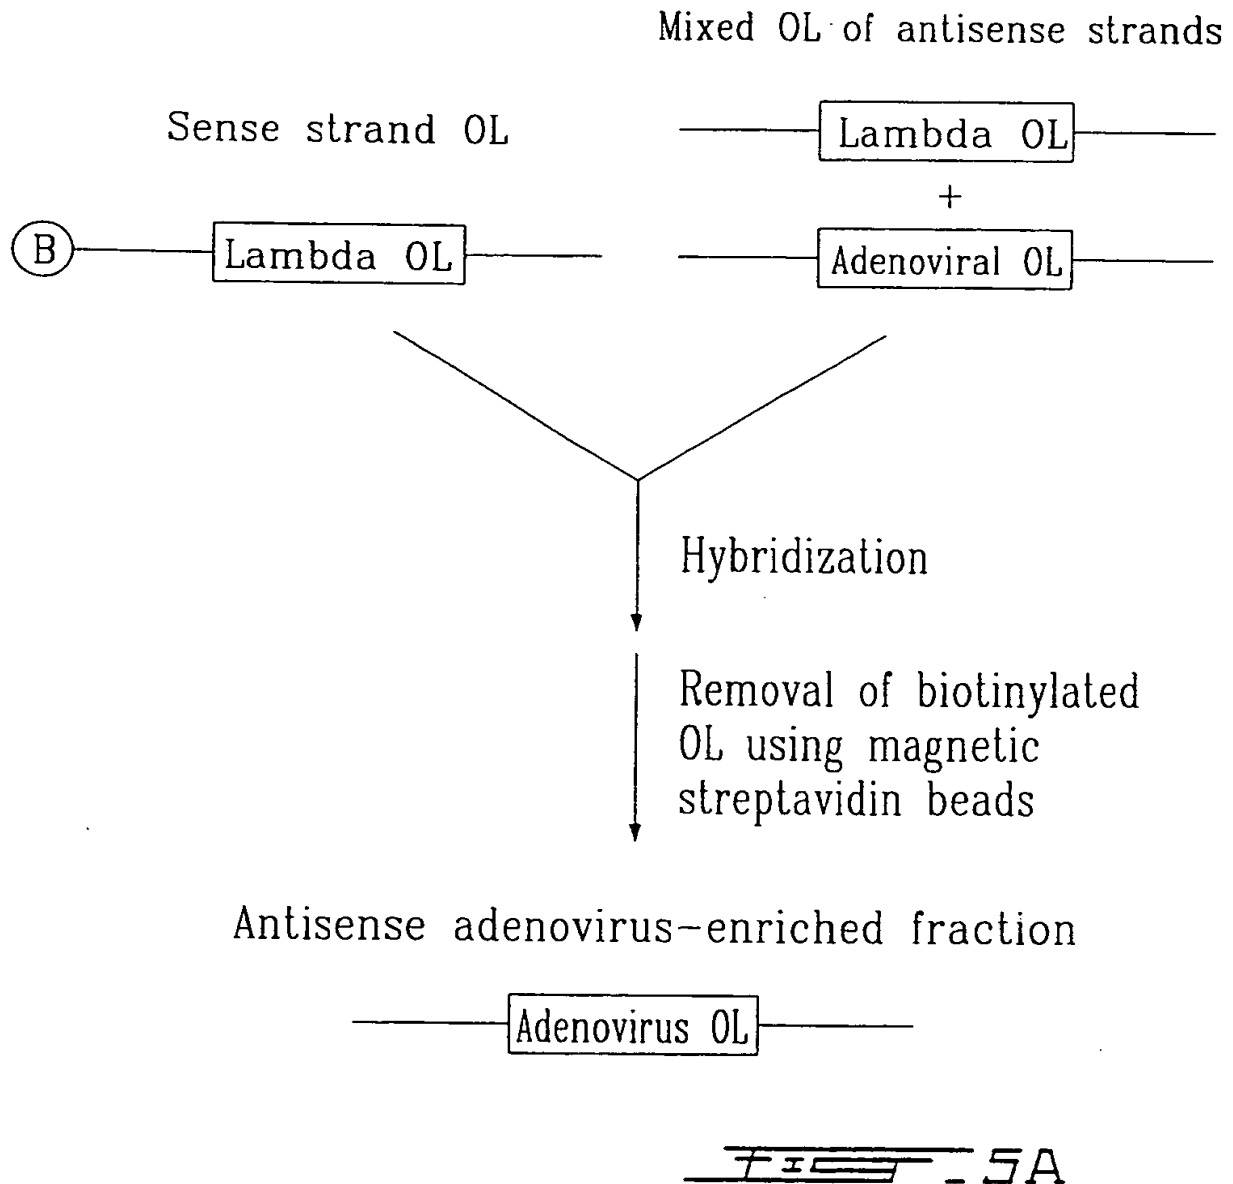 Mixed OL of antisense strands
Sense strand OL
Lambda OL
+
B
Lambda OL
Adenoviral OL
Hybridization
Removal of biotinylated
OL using magnetic
streptavidin beads
Antisense adenovirus-enriched fraction
Adenovirus OL
FIG - 5A